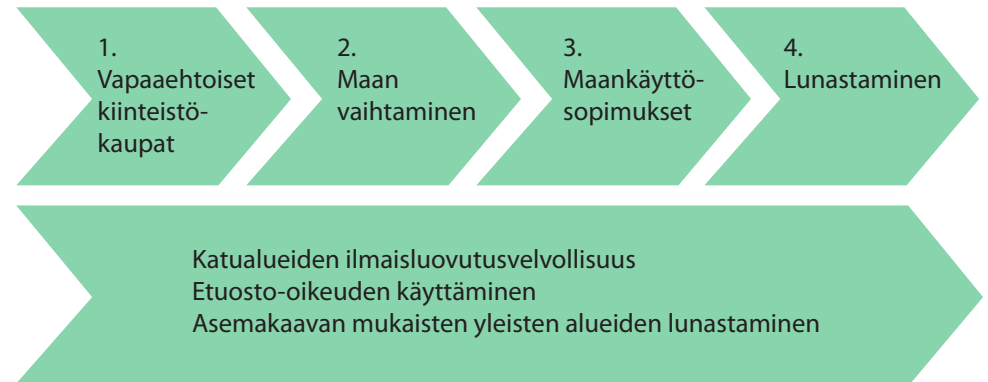 1.
Vapaaehtoiset
kiinteistö-
kaupat
2.
Maan
vaihtaminen
3.
Maankäyttö-
sopimukset
4.
Lunastaminen
Katualueiden ilmaisluovutusvelvollisuus
Etuosto-oikeuden käyttäminen
Asemakaavan mukaisten yleisten alueiden lunastaminen